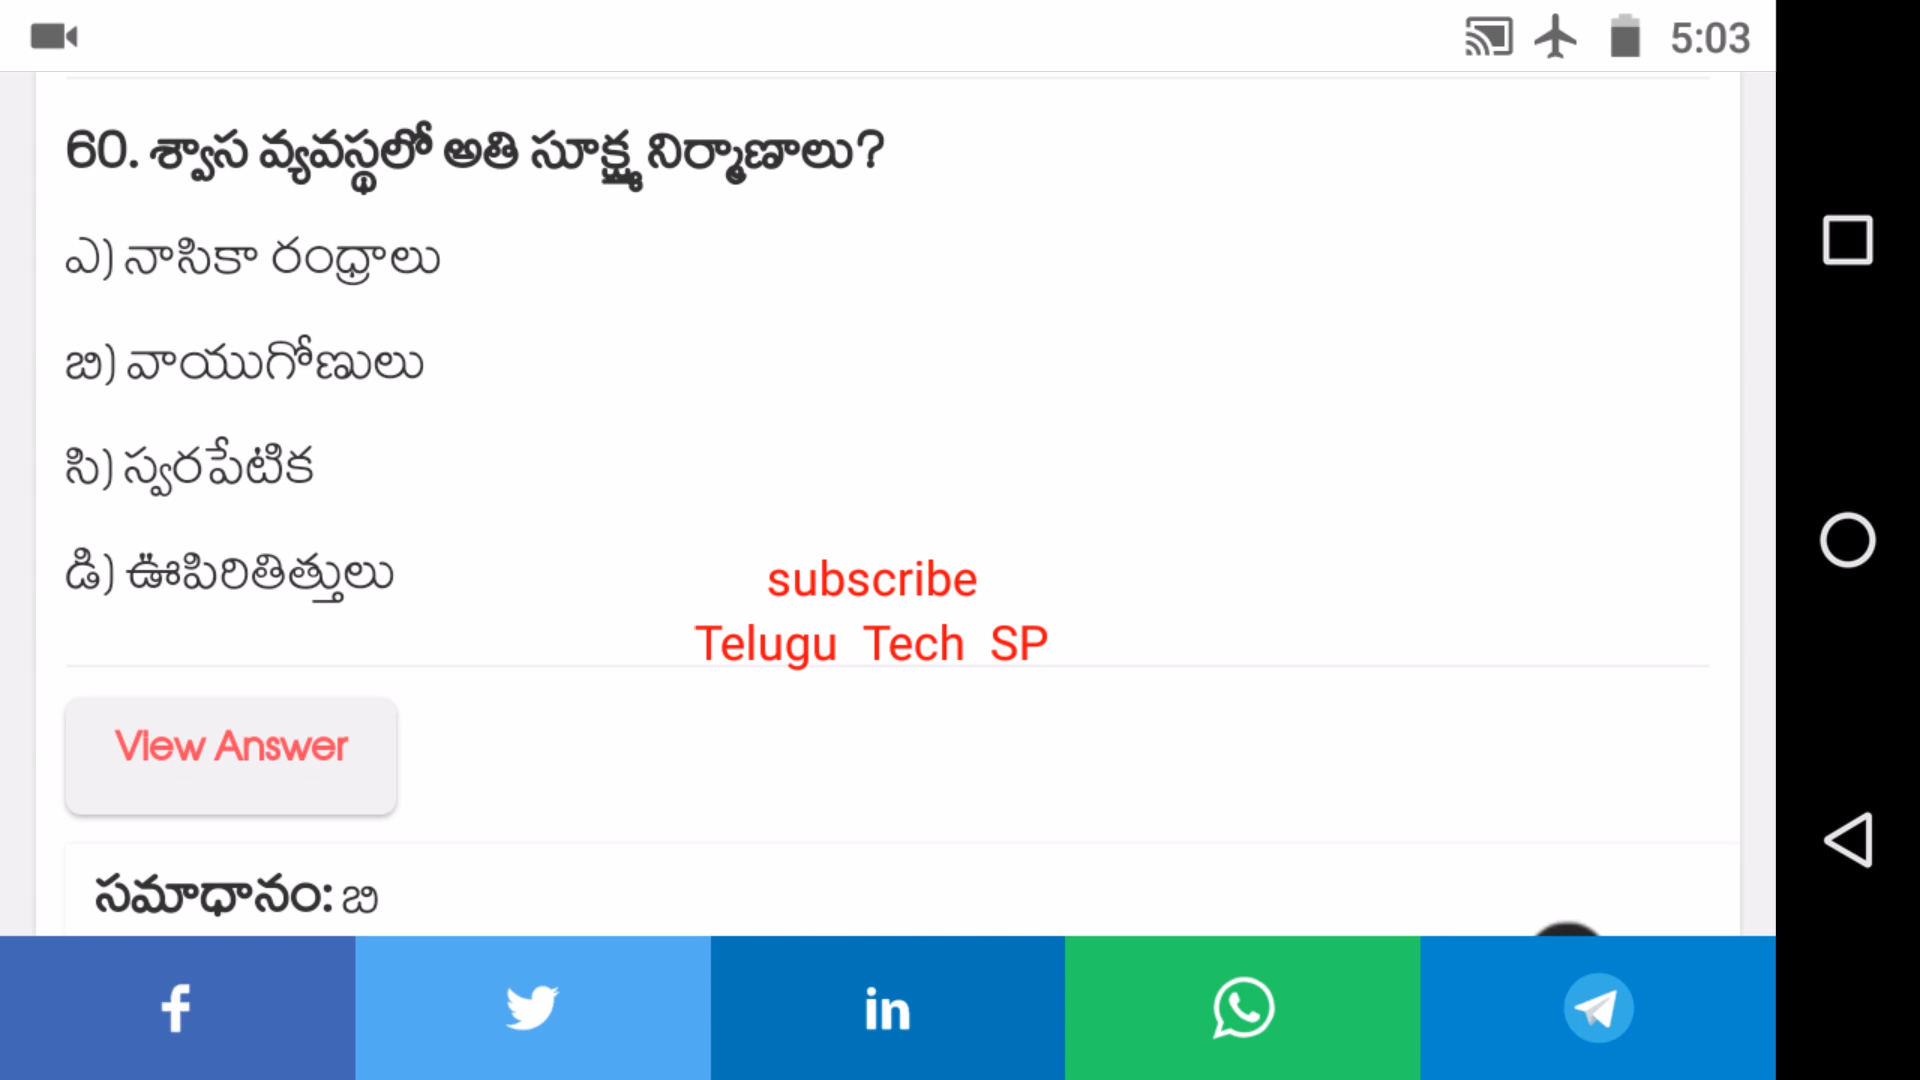 5:03
60. శ్వాస వ్యవస్థలో అతి సూక్ష్మ నిర్మాణాలు?
ఎ) నాసికా రంధ్రాలు
బి) వాయుగోణులు
సి) స్వరపేటిక
డి) ఊపిరితిత్తులు
subscribe
Telugu Tech SP
View Answer
సమాధానం: బి